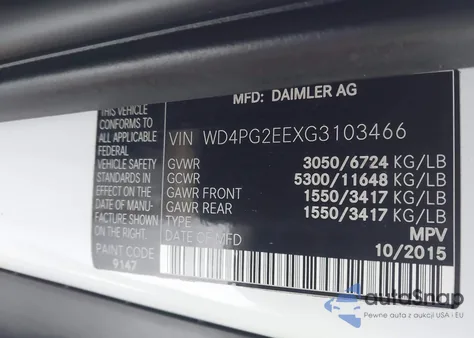 MFD: DAIMLER AG
CONFORMS TO
ALL APPLICABLE
FEDERAL
VEHICLE SAFETY
STANDARDS IN
EFFECT ON THE
DATE OF MANU-
FACTURE SHOWN
ON THE RIGHT.
PAINT CODE
9147
VIN WD4PG2EEXG3103466
GVWR 3050/6724 KG/LB
GCWR 5300/11648 KG/LB
GAWR FRONT 1550/3417 KG/LB
GAWR REAR 1550/3417 KG/LB
TYPE MPV
DATE OF MFD 10/2015
autoSnap
Pewne auta z aukcji USA i EU